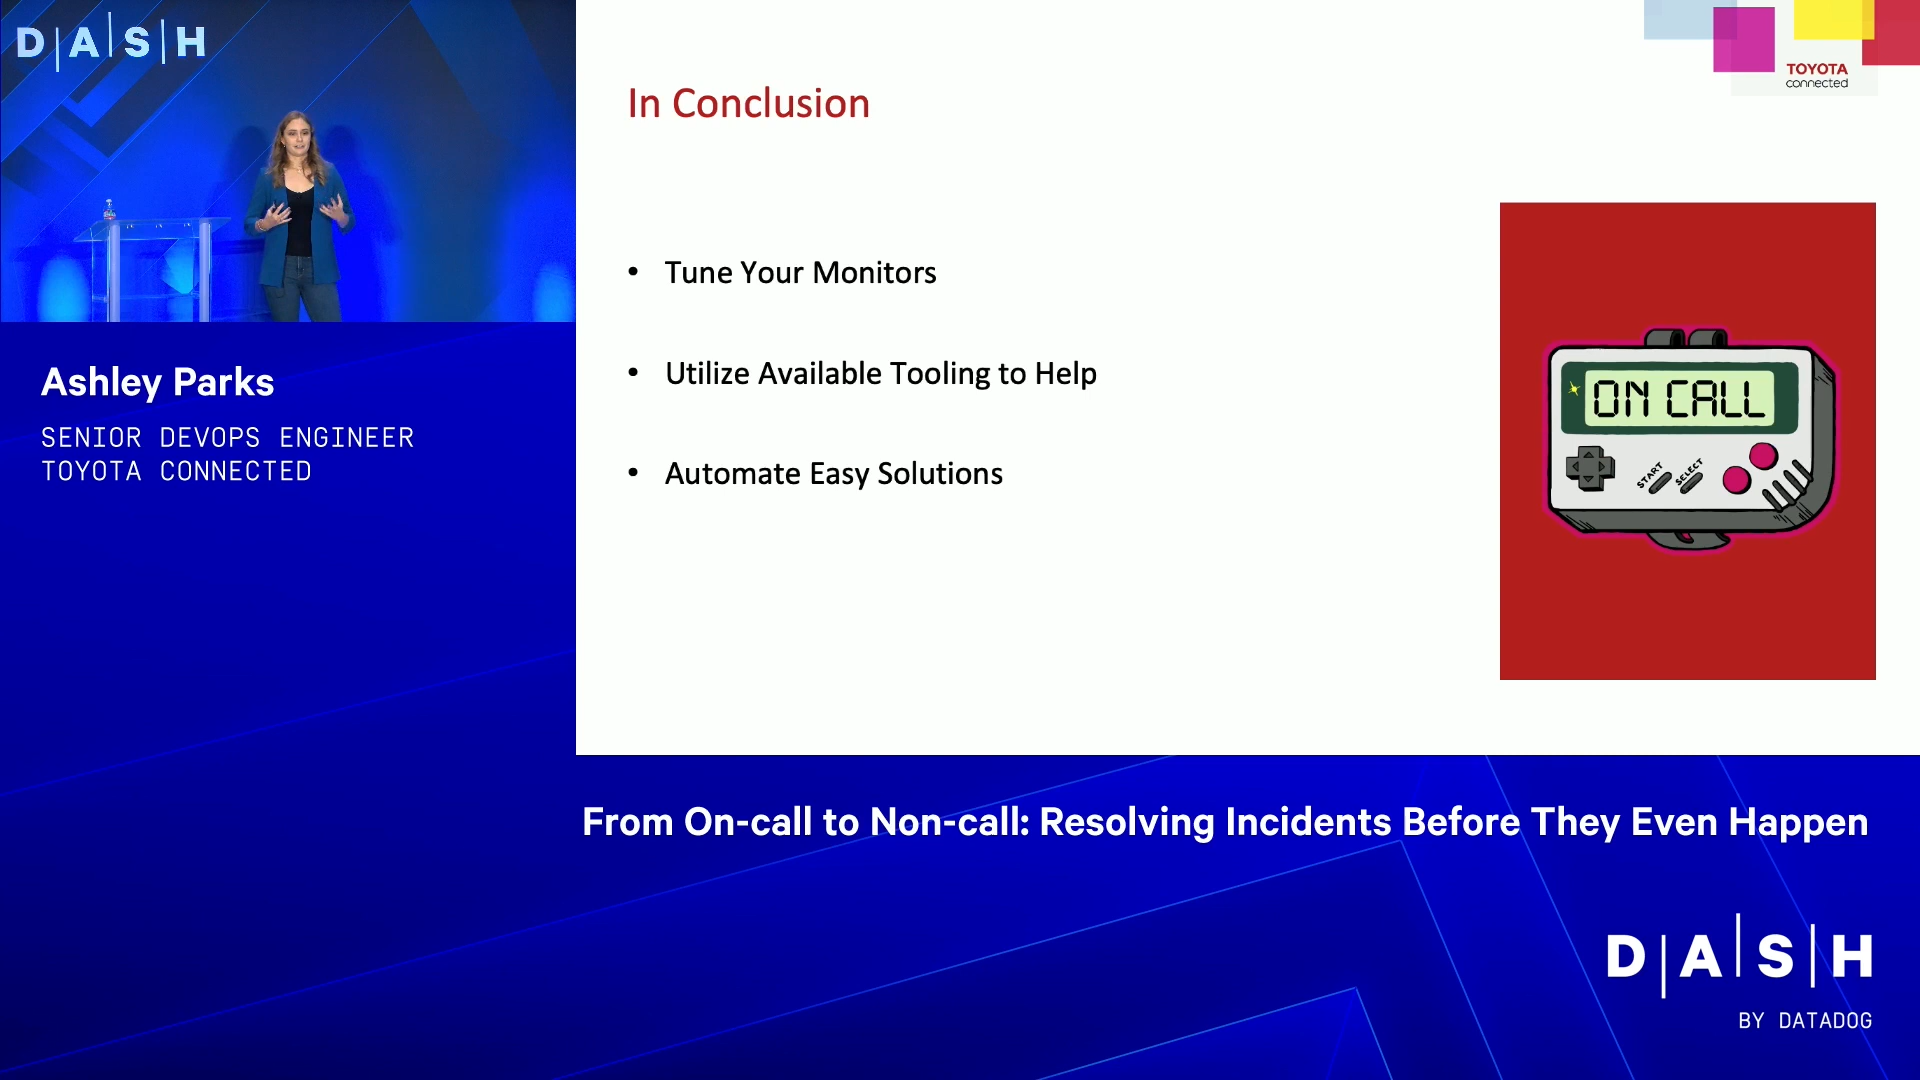 D|A|S|H
Ashley Parks
SENIOR DEVOPS ENGINEER
TOYOTA CONNECTED
TOYOTA
connected
In Conclusion
• Tune Your Monitors
• Utilize Available Tooling to Help
• Automate Easy Solutions
ON CALL
START
SELECT
From On-call to Non-call: Resolving Incidents Before They Even Happen
D|A|S|H
BY DATADOG